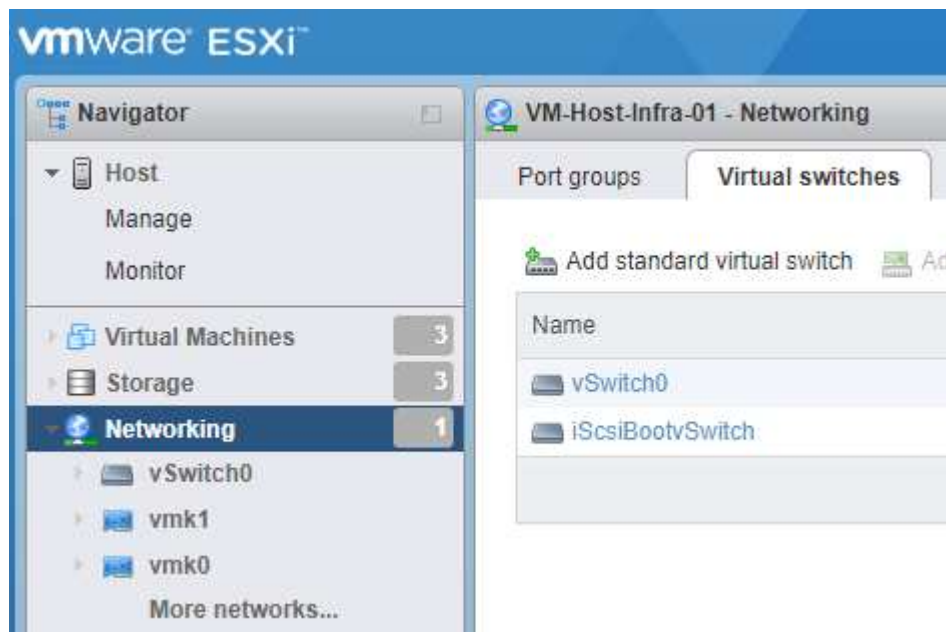 vmware ESXi™
Navigator
Host
Manage
Monitor
Virtual Machines 3
Storage 3
Networking 1
vSwitch0
vmk1
vmk0
More networks...
VM-Host-Infra-01 - Networking
Port groups Virtual switches
Add standard virtual switch
Name
vSwitch0
iScsiBootvSwitch